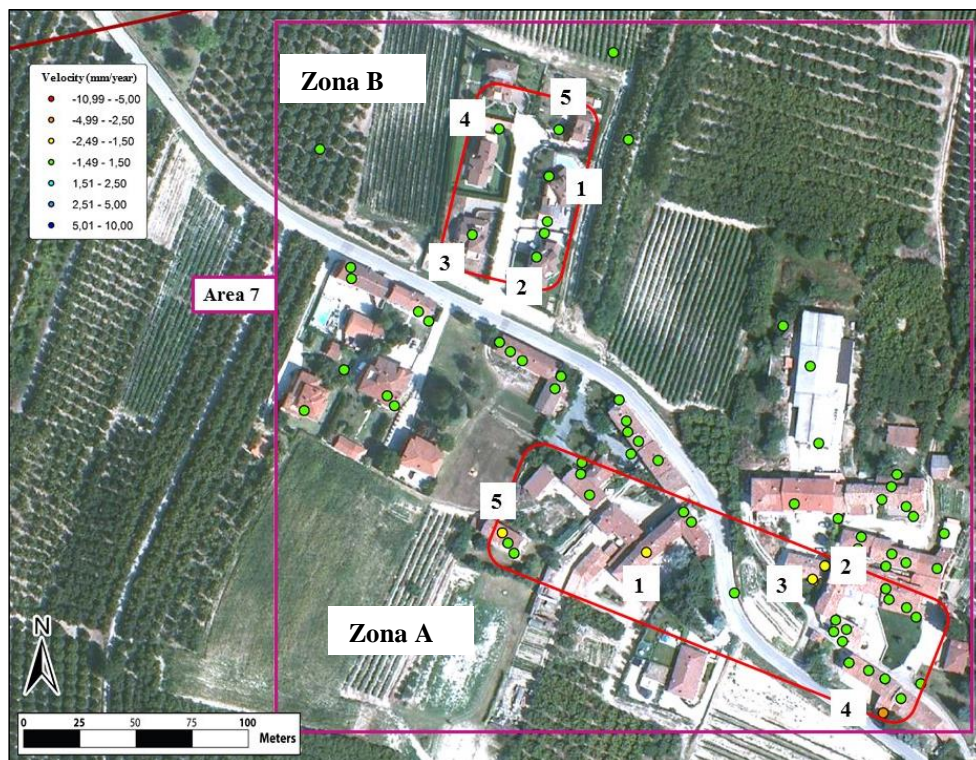 Zona B
Velocity (mm/year)
-10,99 - -5,00
-4,99 - -2,50
-2,49 - -1,50
-1,49 - 1,50
1,51 - 2,50
2,51 - 5,00
5,01 - 10,00
5
4
1
3
2
Area 7
5
1
2
3
Zona A
4
N
0 25 50 75 100
Meters